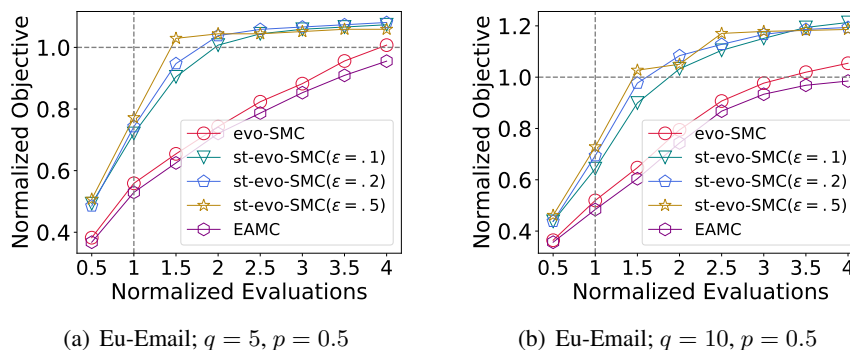 Normalized Objective
1.0
0.8
0.6
0.4
evo-SMC
st-evo-SMC(ε = .1)
st-evo-SMC(ε = .2)
st-evo-SMC(ε = .5)
EAMC
0.5 1 1.5 2 2.5 3 3.5 4
Normalized Evaluations
(a) Eu-Email; q = 5, p = 0.5
Normalized Objective
1.2
1.0
0.8
0.6
0.4
evo-SMC
st-evo-SMC(ε = .1)
st-evo-SMC(ε = .2)
st-evo-SMC(ε = .5)
EAMC
0.5 1 1.5 2 2.5 3 3.5 4
Normalized Evaluations
(b) Eu-Email; q = 10, p = 0.5